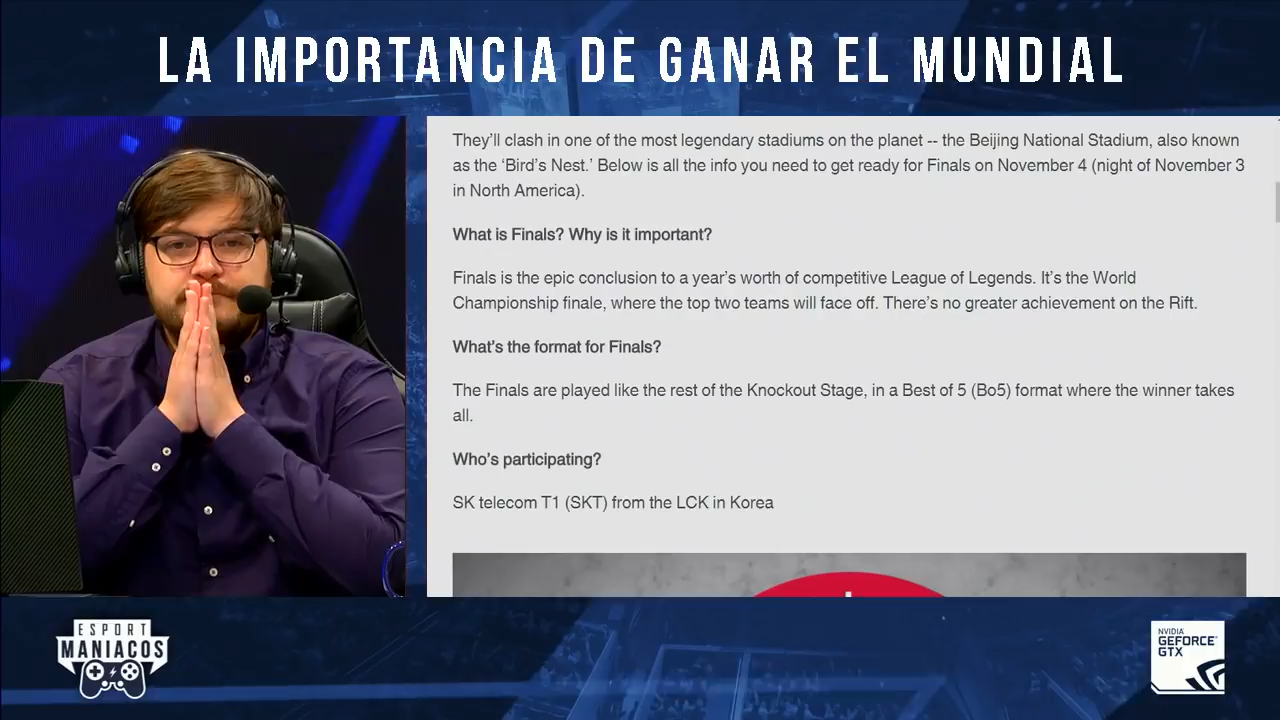 LA IMPORTANCIA DE GANAR EL MUNDIAL
They’ll clash in one of the most legendary stadiums on the planet -- the Beijing National Stadium, also known
as the ‘Bird’s Nest.’ Below is all the info you need to get ready for Finals on November 4 (night of November 3
in North America).
What is Finals? Why is it important?
Finals is the epic conclusion to a year’s worth of competitive League of Legends. It’s the World
Championship finale, where the top two teams will face off. There’s no greater achievement on the Rift.
What’s the format for Finals?
The Finals are played like the rest of the Knockout Stage, in a Best of 5 (Bo5) format where the winner takes
all.
Who’s participating?
SK telecom T1 (SKT) from the LCK in Korea
ESPORT
MANIACOS
NVIDIA
GEFORCE
GTX